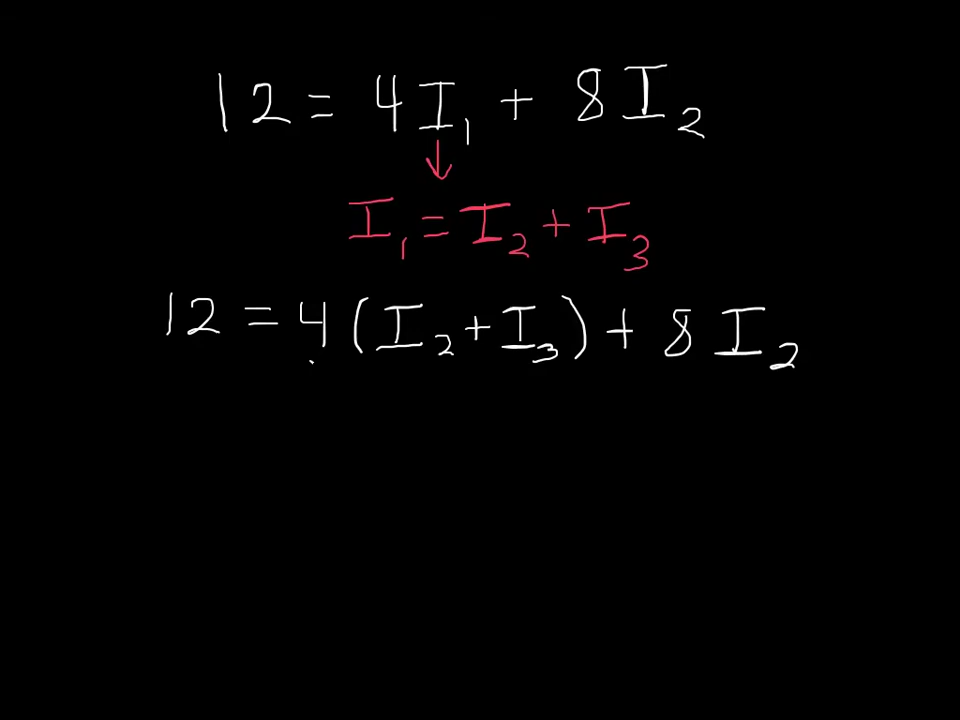 12 = 4I₁ + 8I₂
I₁ = I₂ + I₃
12 = 4(I₂ + I₃) + 8I₂